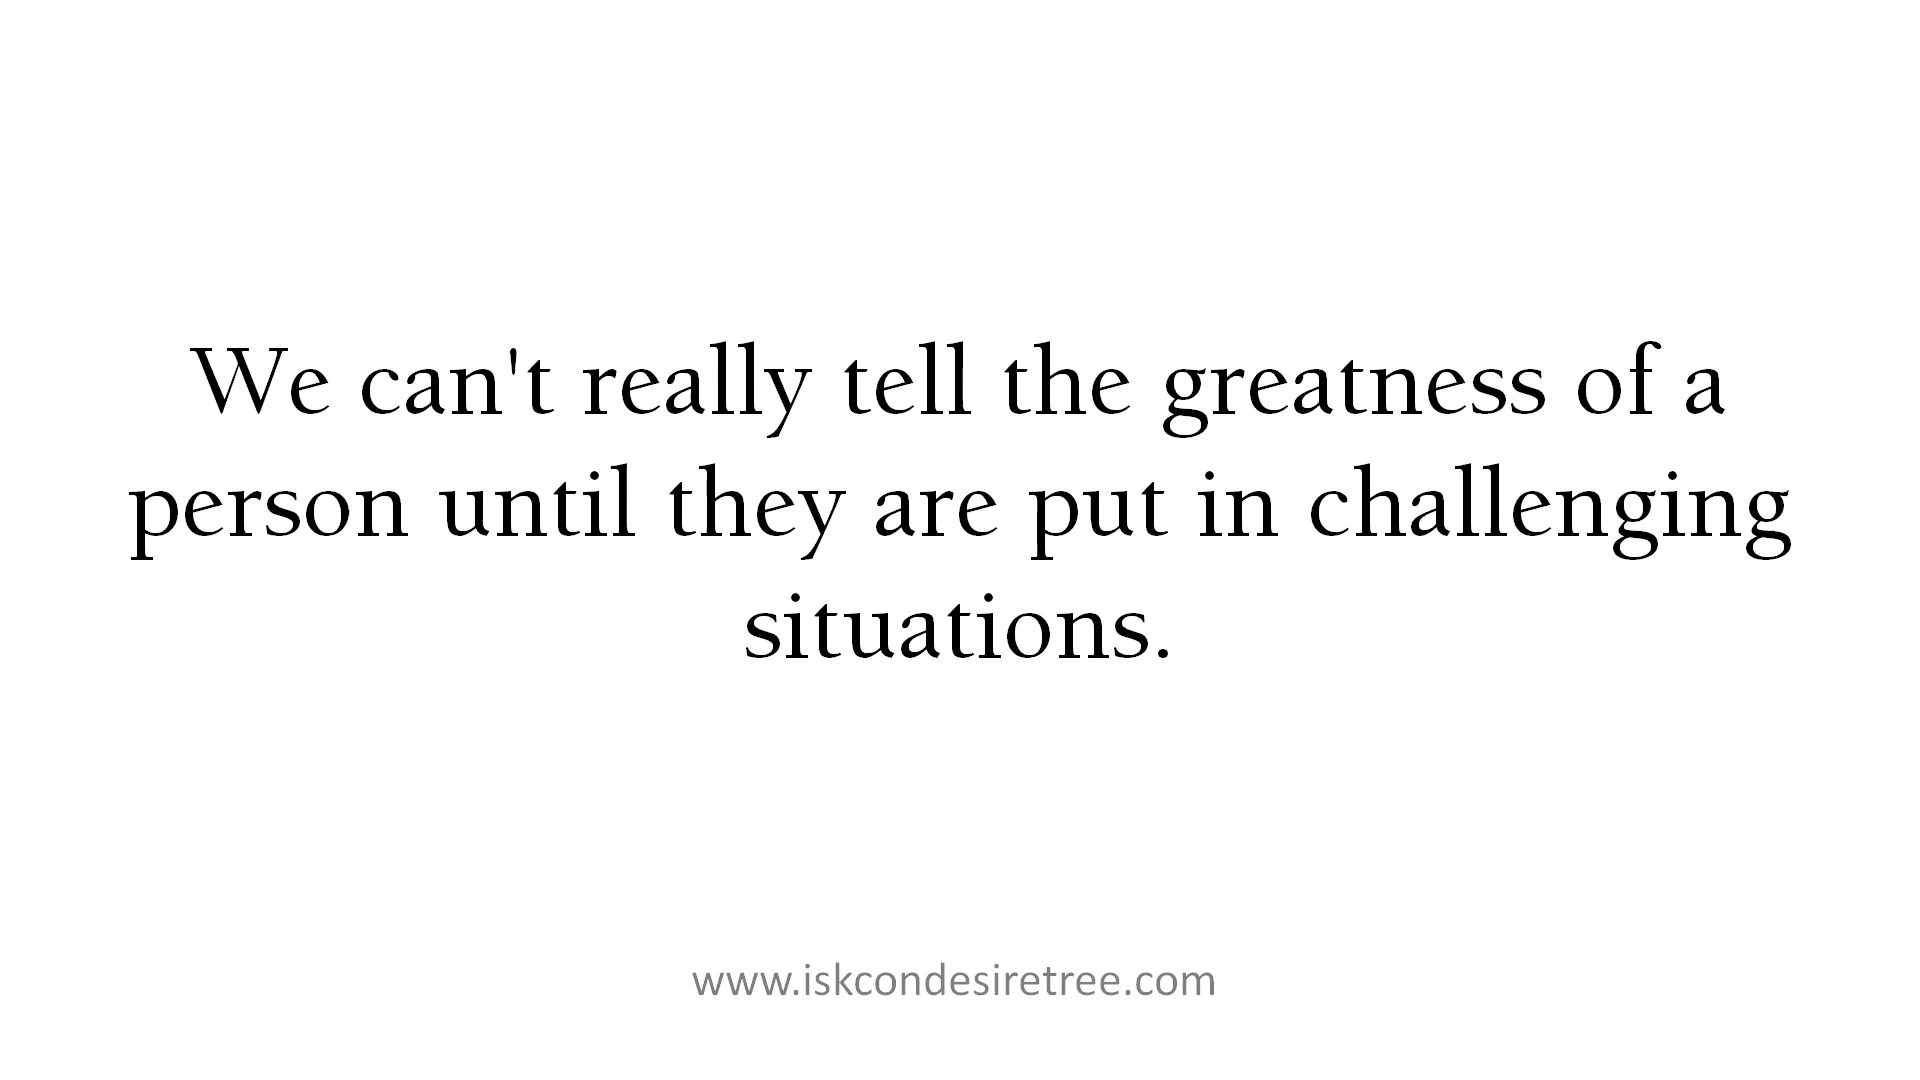 We can't really tell the greatness of a
person until they are put in challenging
situations.
www.iskcondesiretree.com